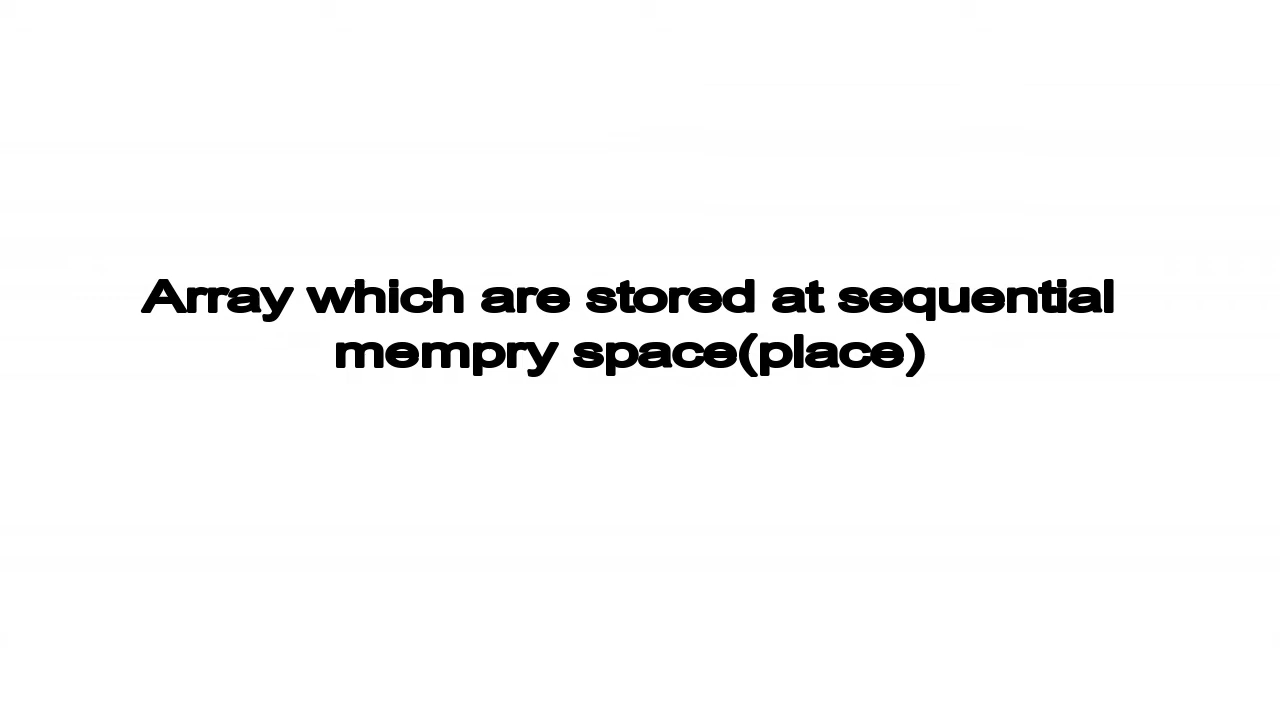 Array which are stored at sequential
mempry space(place)